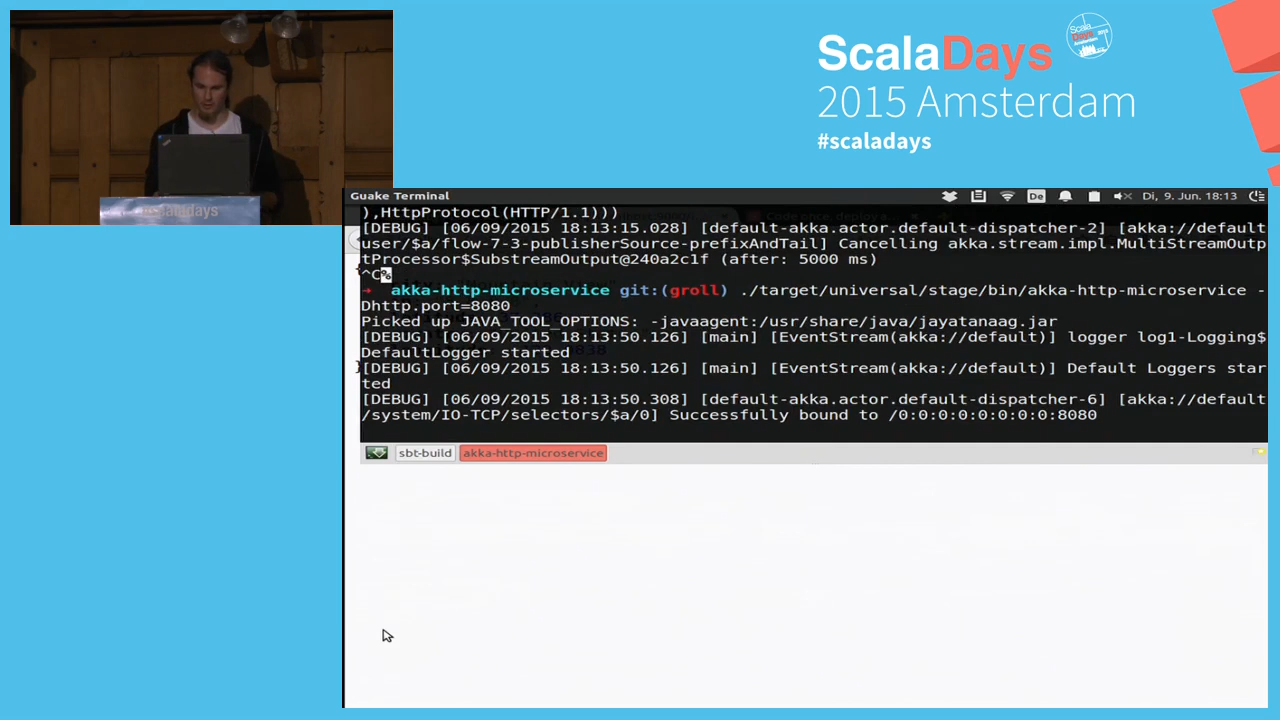 ScalaDays
2015 Amsterdam
#scaladays
Guake Terminal
De
Di, 9. Jun. 18:13
),HttpProtocol(HTTP/1.1)))
[DEBUG] [06/09/2015 18:13:15.028] [default-akka.actor.default-dispatcher-2] [akka://default
user/$a/flow-7-3-publisherSource-prefixAndTail] Cancelling akka.stream.impl.MultiStreamOutp
tProcessor$SubstreamOutput@240a2c1f (after: 5000 ms)
^C%
➜ akka-http-microservice git:(groll) ./target/universal/stage/bin/akka-http-microservice -
Dhttp.port=8080
Picked up JAVA_TOOL_OPTIONS: -javaagent:/usr/share/java/jayatanaag.jar
[DEBUG] [06/09/2015 18:13:50.126] [main] [EventStream(akka://default)] logger log1-Logging$
DefaultLogger started
[DEBUG] [06/09/2015 18:13:50.126] [main] [EventStream(akka://default)] Default Loggers star
ted
[DEBUG] [06/09/2015 18:13:50.308] [default-akka.actor.default-dispatcher-6] [akka://default
/system/IO-TCP/selectors/$a/0] Successfully bound to /0:0:0:0:0:0:0:0:8080
sbt-build
akka-http-microservice